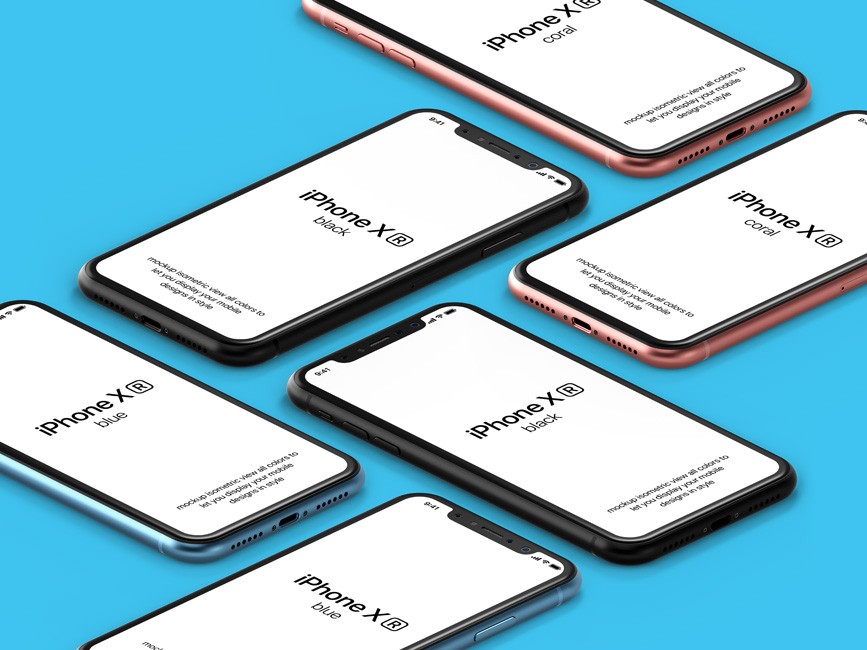 iPhone X R
coral
mockup isometric view all colors to
let you display your mobile
designs in style
9:41
iPhone X R
black
mockup isometric view all colors to
let you display your mobile
designs in style
9:41
iPhone X R
coral
mockup isometric view all colors to
let you display your mobile
designs in style
iPhone X R
blue
mockup isometric view all colors to
let you display your mobile
designs in style
9:41
iPhone X R
black
mockup isometric view all colors to
let you display your mobile
designs in style
9:41
iPhone X R
blue